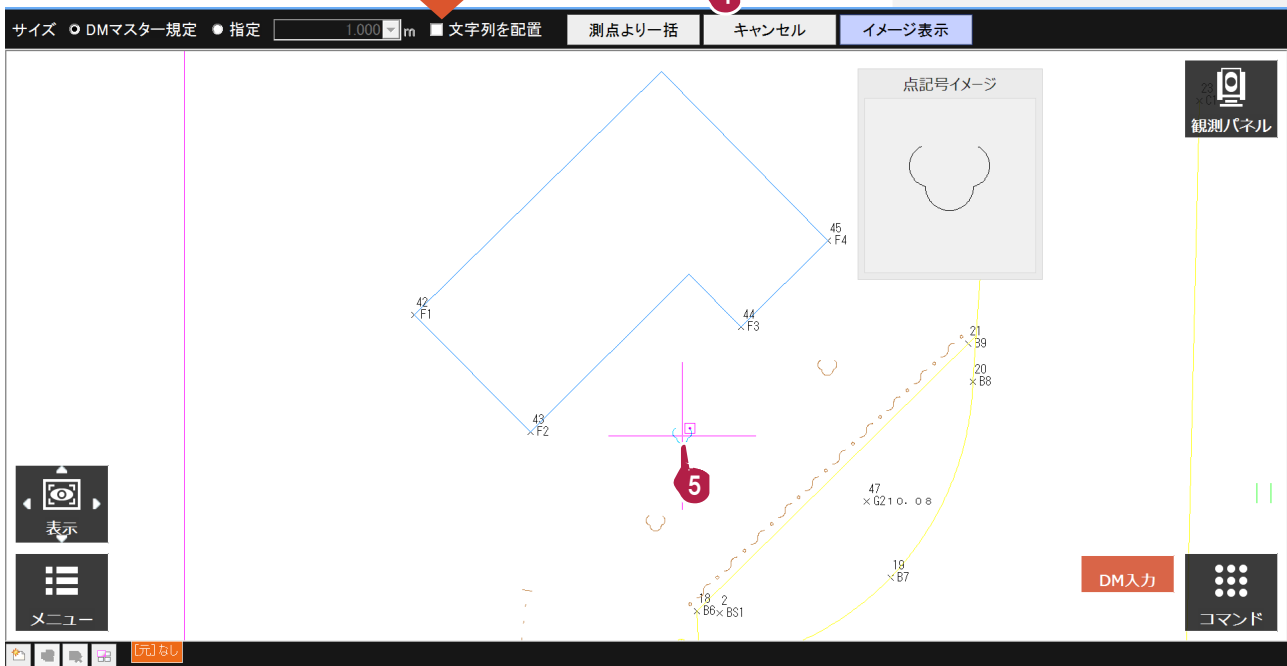 サイズ DMマスター規定 指定 1.000 m 文字列を配置 測点より一括 キャンセル イメージ表示
点記号イメージ
観測パネル
45
F4
42
F1
44
F3
21
B9
20
B8
43
F2
5
47
G210.08
表示
19
B7
DM入力
18 2
B6 BS1
メニュー
コマンド
[元]なし